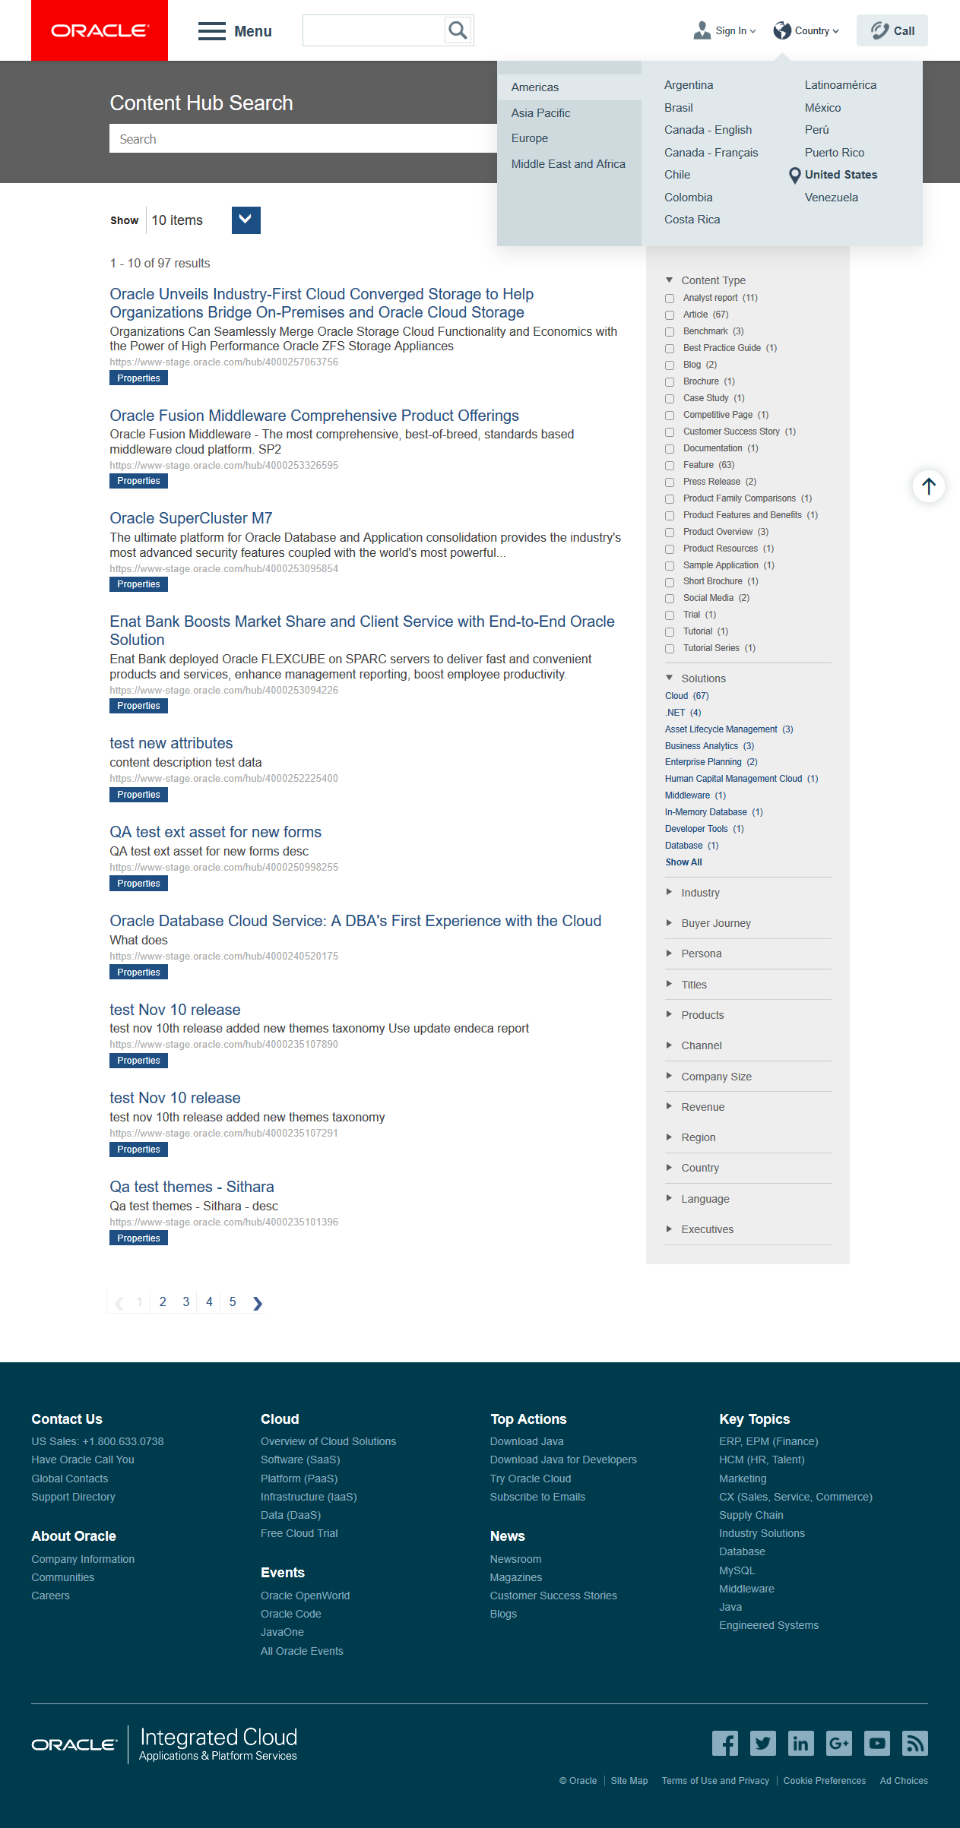 ORACLE
Menu
Sign In
Country
Call
Content Hub Search
Search
Americas
Asia Pacific
Europe
Middle East and Africa
Argentina
Brasil
Canada - English
Canada - Français
Chile
Colombia
Costa Rica
Latinoamérica
México
Perú
Puerto Rico
United States
Venezuela
Show 10 items
1 - 10 of 97 results
Oracle Unveils Industry-First Cloud Converged Storage to Help
Organizations Bridge On-Premises and Oracle Cloud Storage
Organizations Can Seamlessly Merge Oracle Storage Cloud Functionality and Economics with
the Power of High Performance Oracle ZFS Storage Appliances
https://www-stage.oracle.com/hub/4000257063756
Properties
Oracle Fusion Middleware Comprehensive Product Offerings
Oracle Fusion Middleware - The most comprehensive, best-of-breed, standards based
middleware cloud platform. SP2
https://www-stage.oracle.com/hub/4000253326595
Properties
Oracle SuperCluster M7
The ultimate platform for Oracle Database and Application consolidation provides the industry's
most advanced security features coupled with the world's most powerful...
https://www-stage.oracle.com/hub/4000253095854
Properties
Enat Bank Boosts Market Share and Client Service with End-to-End Oracle
Solution
Enat Bank deployed Oracle FLEXCUBE on SPARC servers to deliver fast and convenient
products and services, enhance management reporting, boost employee productivity.
https://www-stage.oracle.com/hub/4000253094226
Properties
test new attributes
content description test data
https://www-stage.oracle.com/hub/4000252225400
Properties
QA test ext asset for new forms
QA test ext asset for new forms desc
https://www-stage.oracle.com/hub/4000250998255
Properties
Oracle Database Cloud Service: A DBA's First Experience with the Cloud
What does
https://www-stage.oracle.com/hub/4000240520175
Properties
test Nov 10 release
test nov 10th release added new themes taxonomy Use update endeca report
https://www-stage.oracle.com/hub/4000235107890
Properties
test Nov 10 release
test nov 10th release added new themes taxonomy
https://www-stage.oracle.com/hub/4000235107291
Properties
Qa test themes - Sithara
Qa test themes - Sithara - desc
https://www-stage.oracle.com/hub/4000235101396
Properties
1 2 3 4 5
Content Type
Analyst report (11)
Article (67)
Benchmark (3)
Best Practice Guide (1)
Blog (2)
Brochure (1)
Case Study (1)
Competitive Page (1)
Customer Success Story (1)
Documentation (1)
Feature (63)
Press Release (2)
Product Family Comparisons (1)
Product Features and Benefits (1)
Product Overview (3)
Product Resources (1)
Sample Application (1)
Short Brochure (1)
Social Media (2)
Trial (1)
Tutorial (1)
Tutorial Series (1)
Solutions
Cloud (67)
.NET (4)
Asset Lifecycle Management (3)
Business Analytics (3)
Enterprise Planning (2)
Human Capital Management Cloud (1)
Middleware (1)
In-Memory Database (1)
Developer Tools (1)
Database (1)
Show All
Industry
Buyer Journey
Persona
Titles
Products
Channel
Company Size
Revenue
Region
Country
Language
Executives
Contact Us
US Sales: +1.800.633.0738
Have Oracle Call You
Global Contacts
Support Directory
About Oracle
Company Information
Communities
Careers
Cloud
Overview of Cloud Solutions
Software (SaaS)
Platform (PaaS)
Infrastructure (IaaS)
Data (DaaS)
Free Cloud Trial
Events
Oracle OpenWorld
Oracle Code
JavaOne
All Oracle Events
Top Actions
Download Java
Download Java for Developers
Try Oracle Cloud
Subscribe to Emails
News
Newsroom
Magazines
Customer Success Stories
Blogs
Key Topics
ERP, EPM (Finance)
HCM (HR, Talent)
Marketing
CX (Sales, Service, Commerce)
Supply Chain
Industry Solutions
Database
MySQL
Middleware
Java
Engineered Systems
ORACLE
Integrated Cloud
Applications & Platform Services
© Oracle Site Map Terms of Use and Privacy Cookie Preferences Ad Choices